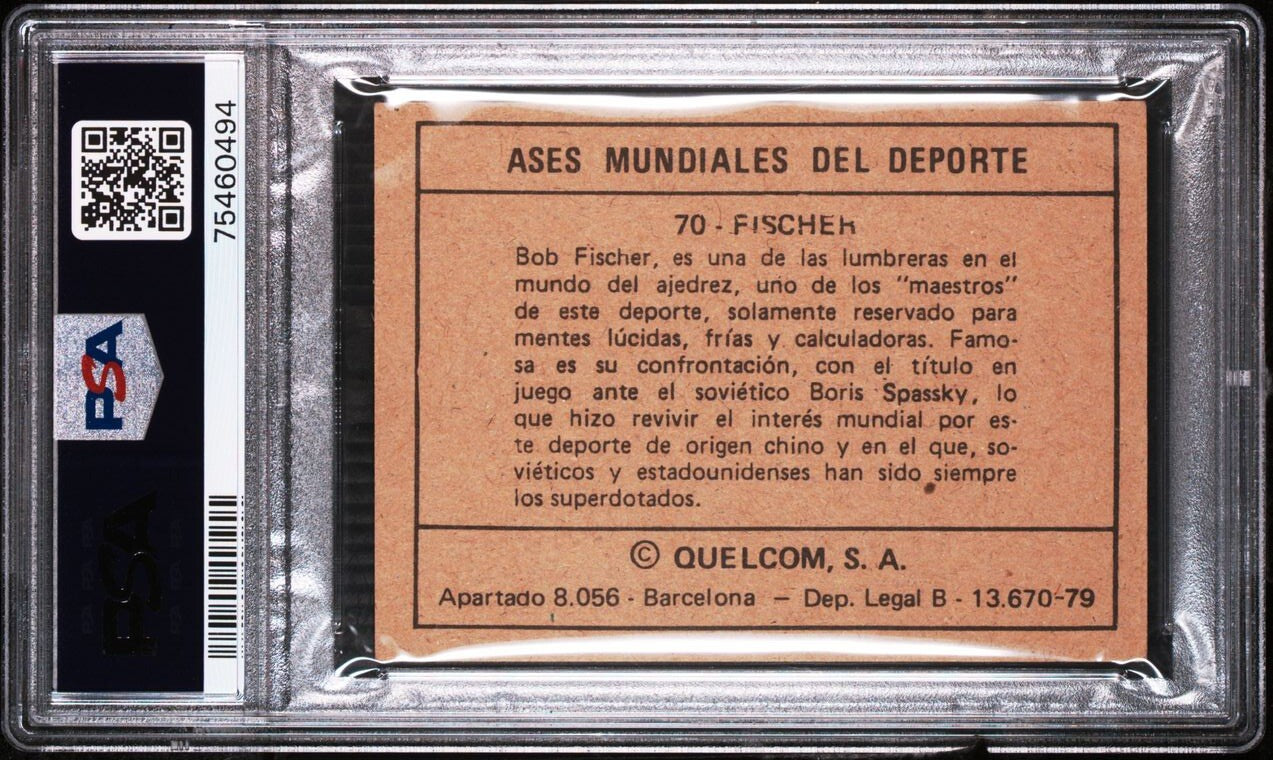 75460494
PSA
PSA
ASES MUNDIALES DEL DEPORTE
70 - FISCHER
Bob Fischer, es una de las lumbreras en el
mundo del ajedrez, uno de los "maestros"
de este deporte, solamente reservado para
mentes lúcidas, frías y calculadoras. Famo-
sa es su confrontación, con el título en
juego ante el soviético Boris Spassky, lo
que hizo revivir el interés mundial por es-
te deporte de origen chino y en el que, so-
viéticos y estadounidenses han sido siempre
los superdotados.
© QUELCOM, S. A.
Apartado 8.056 - Barcelona — Dep. Legal B - 13.670-79